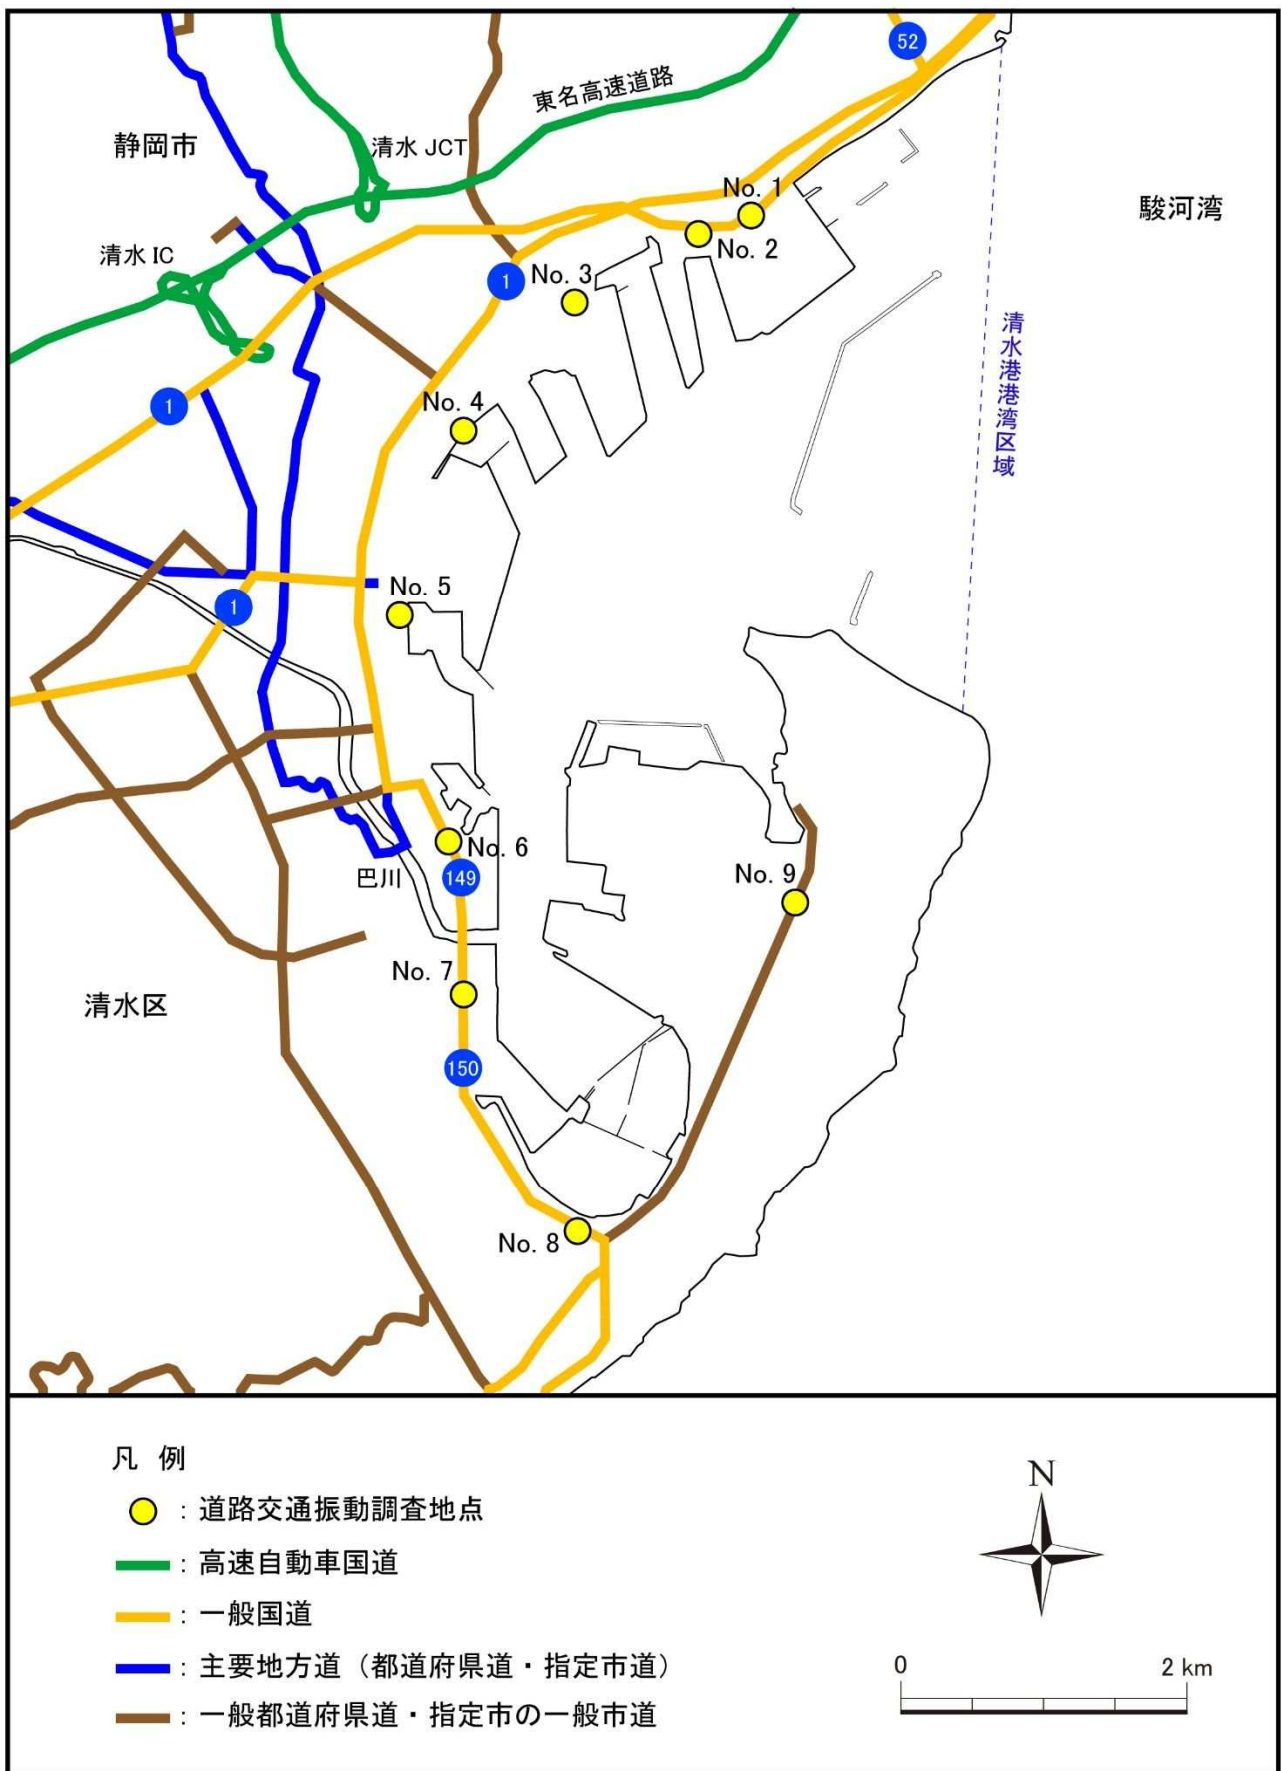 52
東名高速道路
静岡市
清水 JCT
駿河湾
No. 1
No. 2
清水 IC
1
No. 3
清水港港湾区域
1
No. 4
No. 5
1
No. 6
巴川
149
No. 9
No. 7
清水区
150
No. 8
凡 例
：道路交通振動調査地点
：高速自動車国道
：一般国道
：主要地方道（都道府県道・指定市道）
：一般都道府県道・指定市の一般市道
N
0 2 km